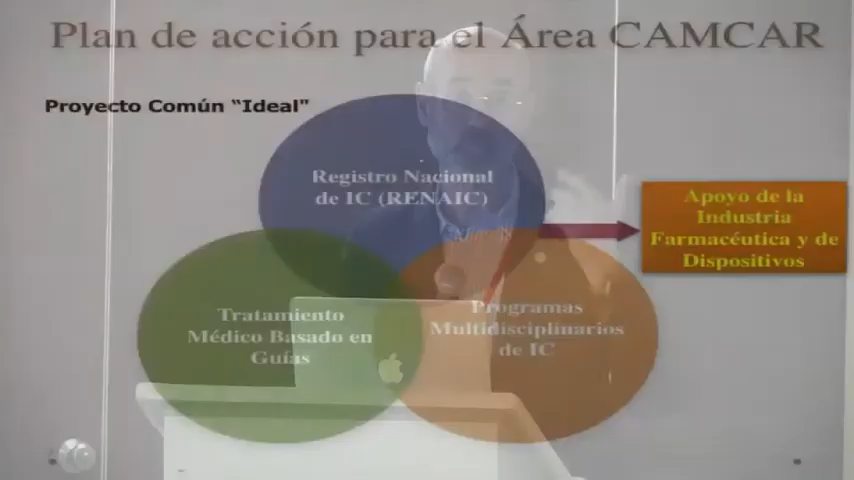 Plan de acción para el Área CAMCAR
Proyecto Común “Ideal"
Registro Nacional
de IC (RENAIC)
Apoyo de la
Industria
Farmacéutica y de
Dispositivos
Tratamiento
Médico Basado en
Guías
Programas
Multidisciplinarios
de IC